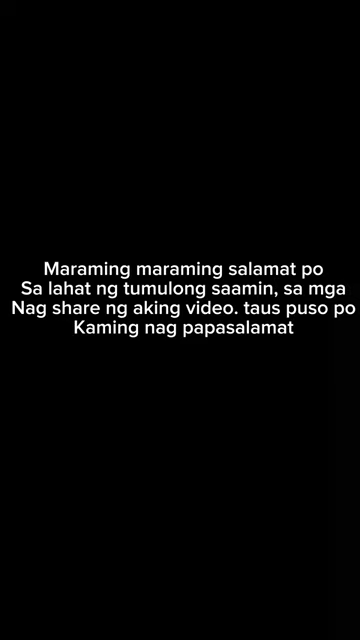 Maraming maraming salamat po
Sa lahat ng tumulong saamin, sa mga
Nag share ng aking video. taus puso po
Kaming nag papasalamat